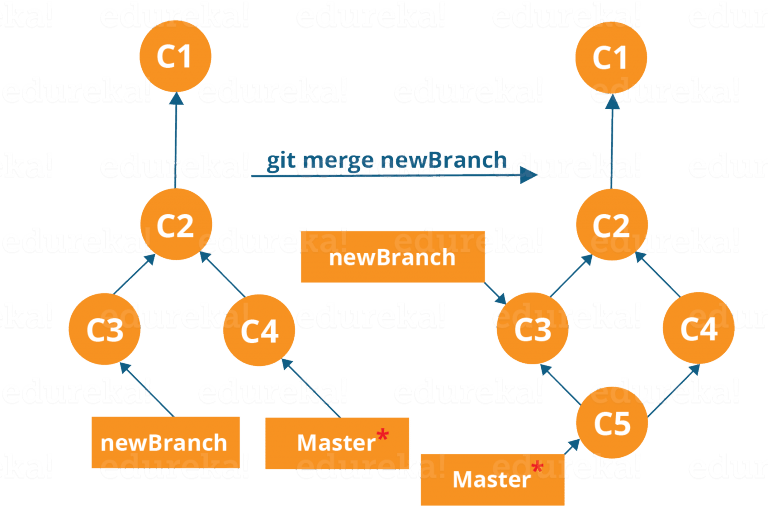 C1
C1
git merge newBranch
C2
C2
newBranch
C3
C4
C3
C4
newBranch
Master*
C5
Master*
edureka!